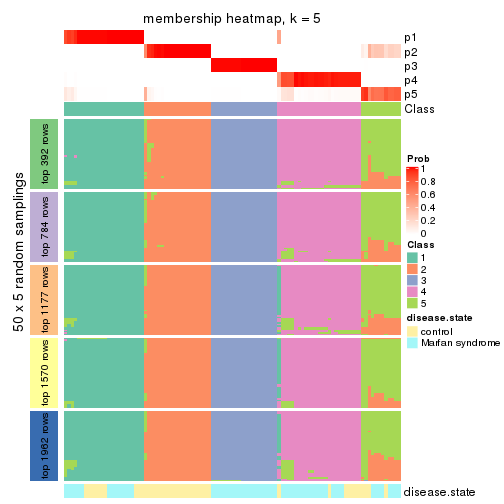 membership heatmap, k = 5
p1
p2
p3
p4
p5
Class
50 x 5 random samplings
top 392 rows
top 784 rows
top 1177 rows
top 1570 rows
top 1962 rows
disease.state
Prob
1
0.8
0.6
0.4
0.2
0
Class
1
2
3
4
5
disease.state
control
Marfan syndrome